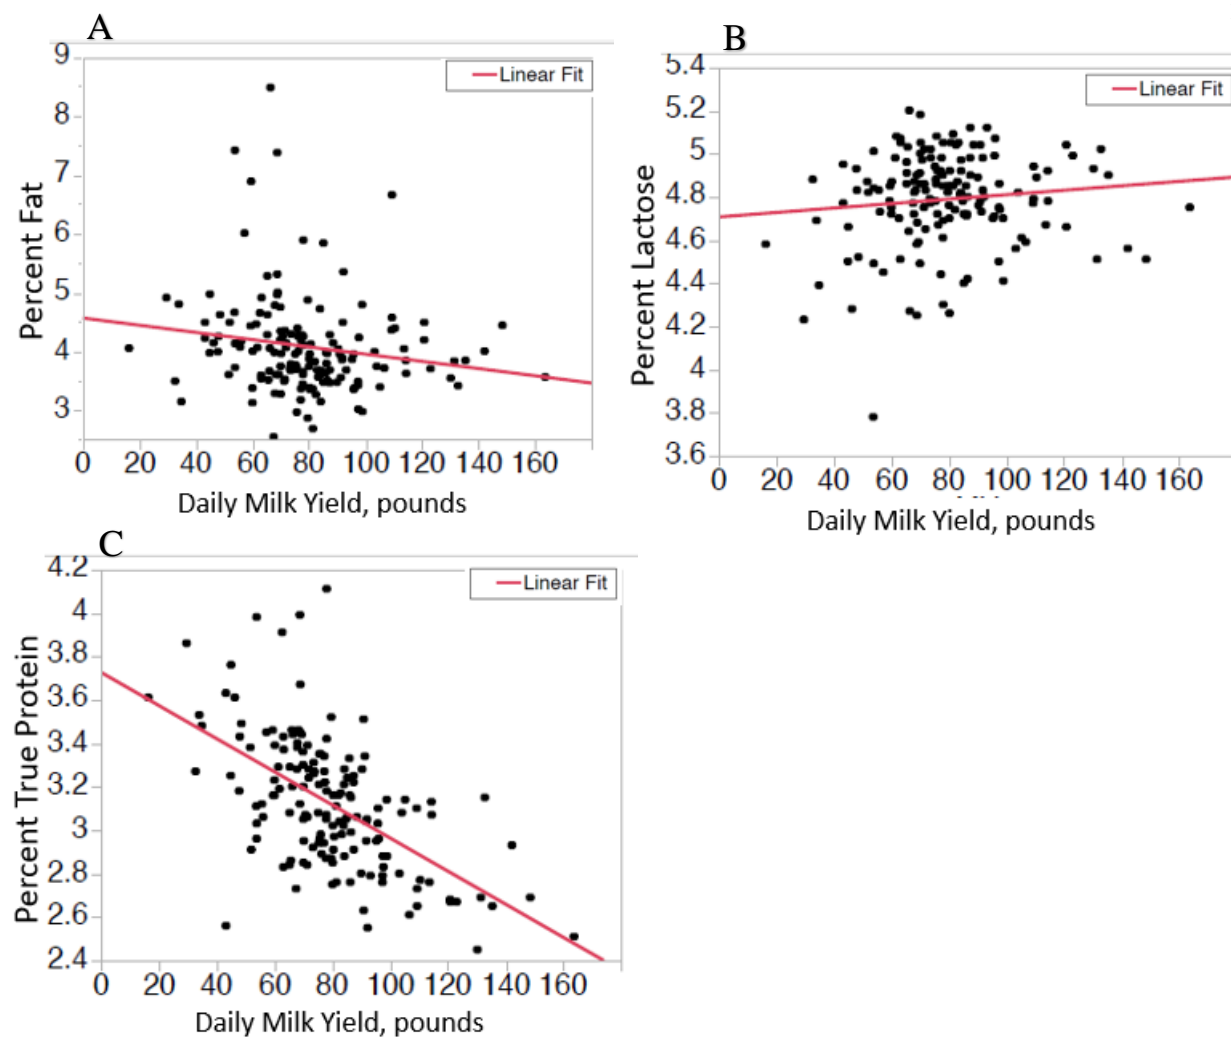 A
9
8
7
6
5
4
3
Percent Fat
Linear Fit
0 20 40 60 80 100 120 140 160
Daily Milk Yield, pounds
B
5.4
5.2
5
4.8
4.6
4.4
4.2
4
3.8
3.6
Percent Lactose
Linear Fit
0 20 40 60 80 100 120 140 160
Daily Milk Yield, pounds
C
4.2
4
3.8
3.6
3.4
3.2
3
2.8
2.6
2.4
Percent True Protein
Linear Fit
0 20 40 60 80 100 120 140 160
Daily Milk Yield, pounds